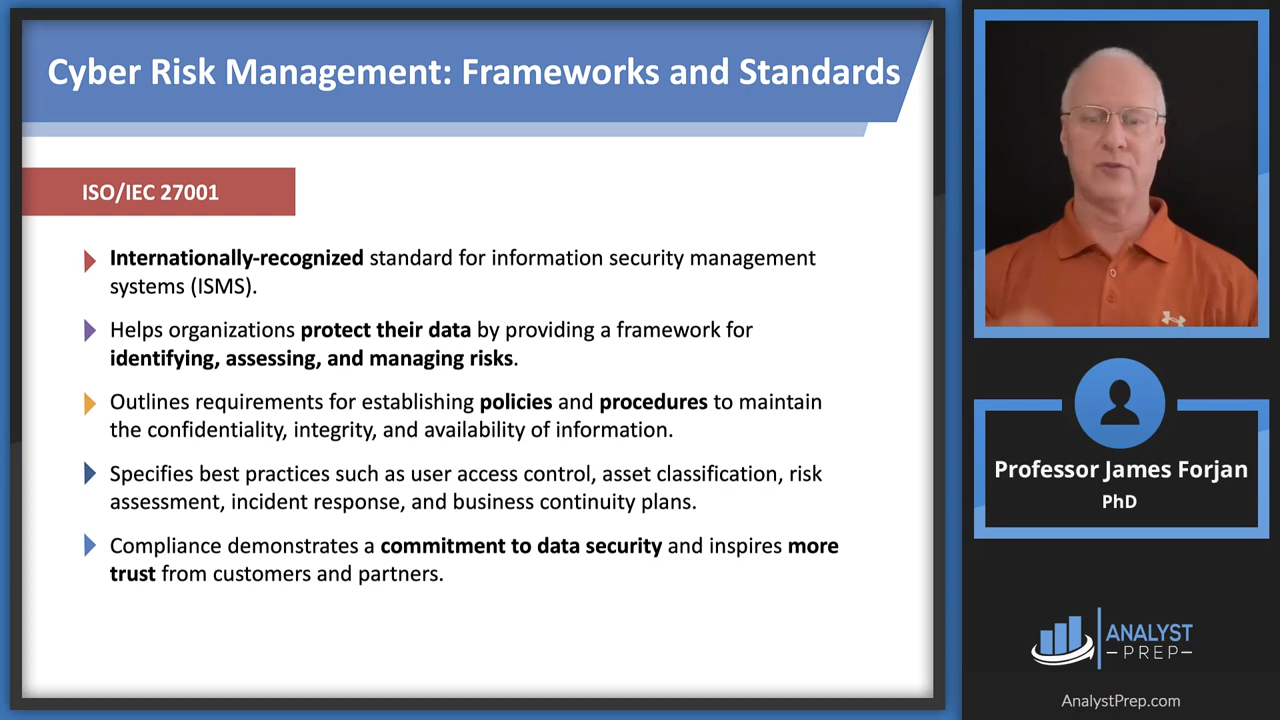 Cyber Risk Management: Frameworks and Standards
ISO/IEC 27001
Internationally-recognized standard for information security management
systems (ISMS).
Helps organizations protect their data by providing a framework for
identifying, assessing, and managing risks.
Outlines requirements for establishing policies and procedures to maintain
the confidentiality, integrity, and availability of information.
Specifies best practices such as user access control, asset classification, risk
assessment, incident response, and business continuity plans.
Compliance demonstrates a commitment to data security and inspires more
trust from customers and partners.
Professor James Forjan
PhD
ANALYST
PREP
AnalystPrep.com